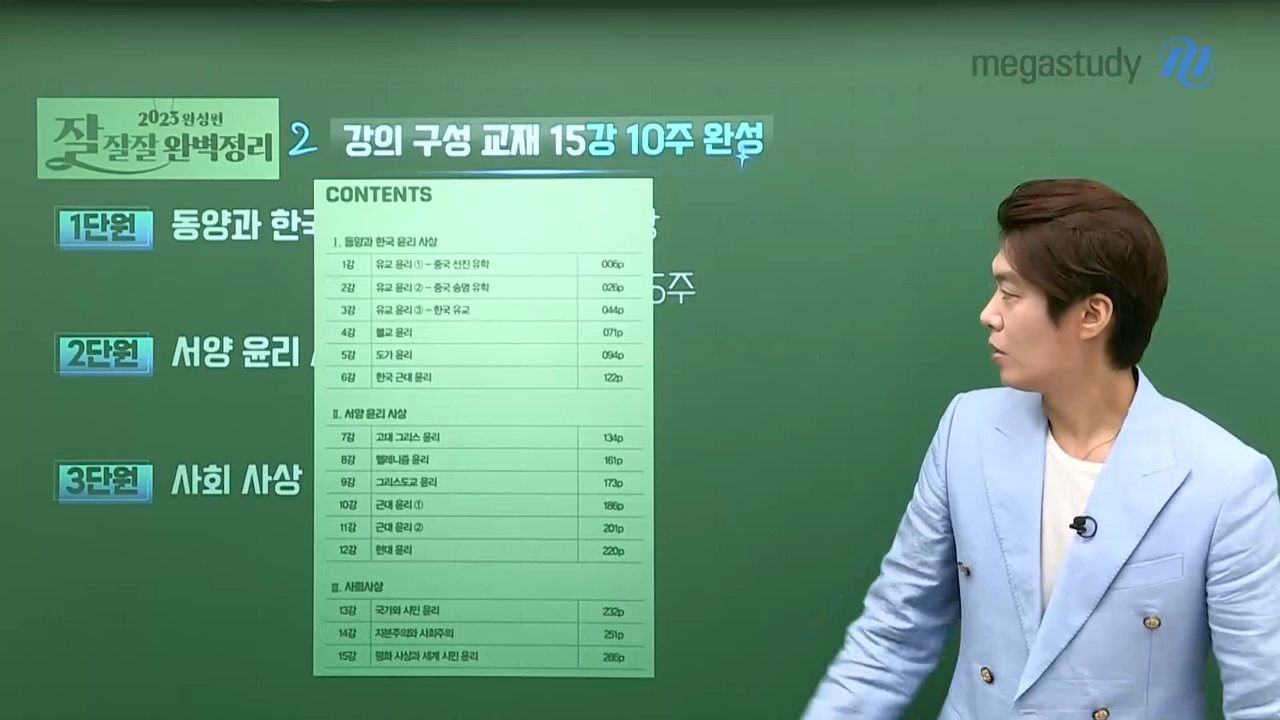 megastudy
2023 완성편
잘 잘잘 완벽정리
2 강의 구성 교재 15강 10주 완성
1단원 동양과 한국
5주
2단원 서양 윤리
3단원 사회 사상
CONTENTS
Ⅰ. 동양과 한국 윤리 사상
1강 유교 윤리 ① - 중국 선진 유학 006p
2강 유교 윤리 ② - 중국 송명 유학 026p
3강 유교 윤리 ③ - 한국 유교 044p
4강 불교 윤리 071p
5강 도가 윤리 094p
6강 한국 근대 윤리 122p
Ⅱ. 서양 윤리 사상
7강 고대 그리스 윤리 134p
8강 헬레니즘 윤리 161p
9강 그리스도교 윤리 173p
10강 근대 윤리 ① 186p
11강 근대 윤리 ② 201p
12강 현대 윤리 220p
Ⅲ. 사회사상
13강 국가와 시민 윤리 232p
14강 자본주의와 사회주의 251p
15강 평화 사상과 세계 시민 윤리 266p